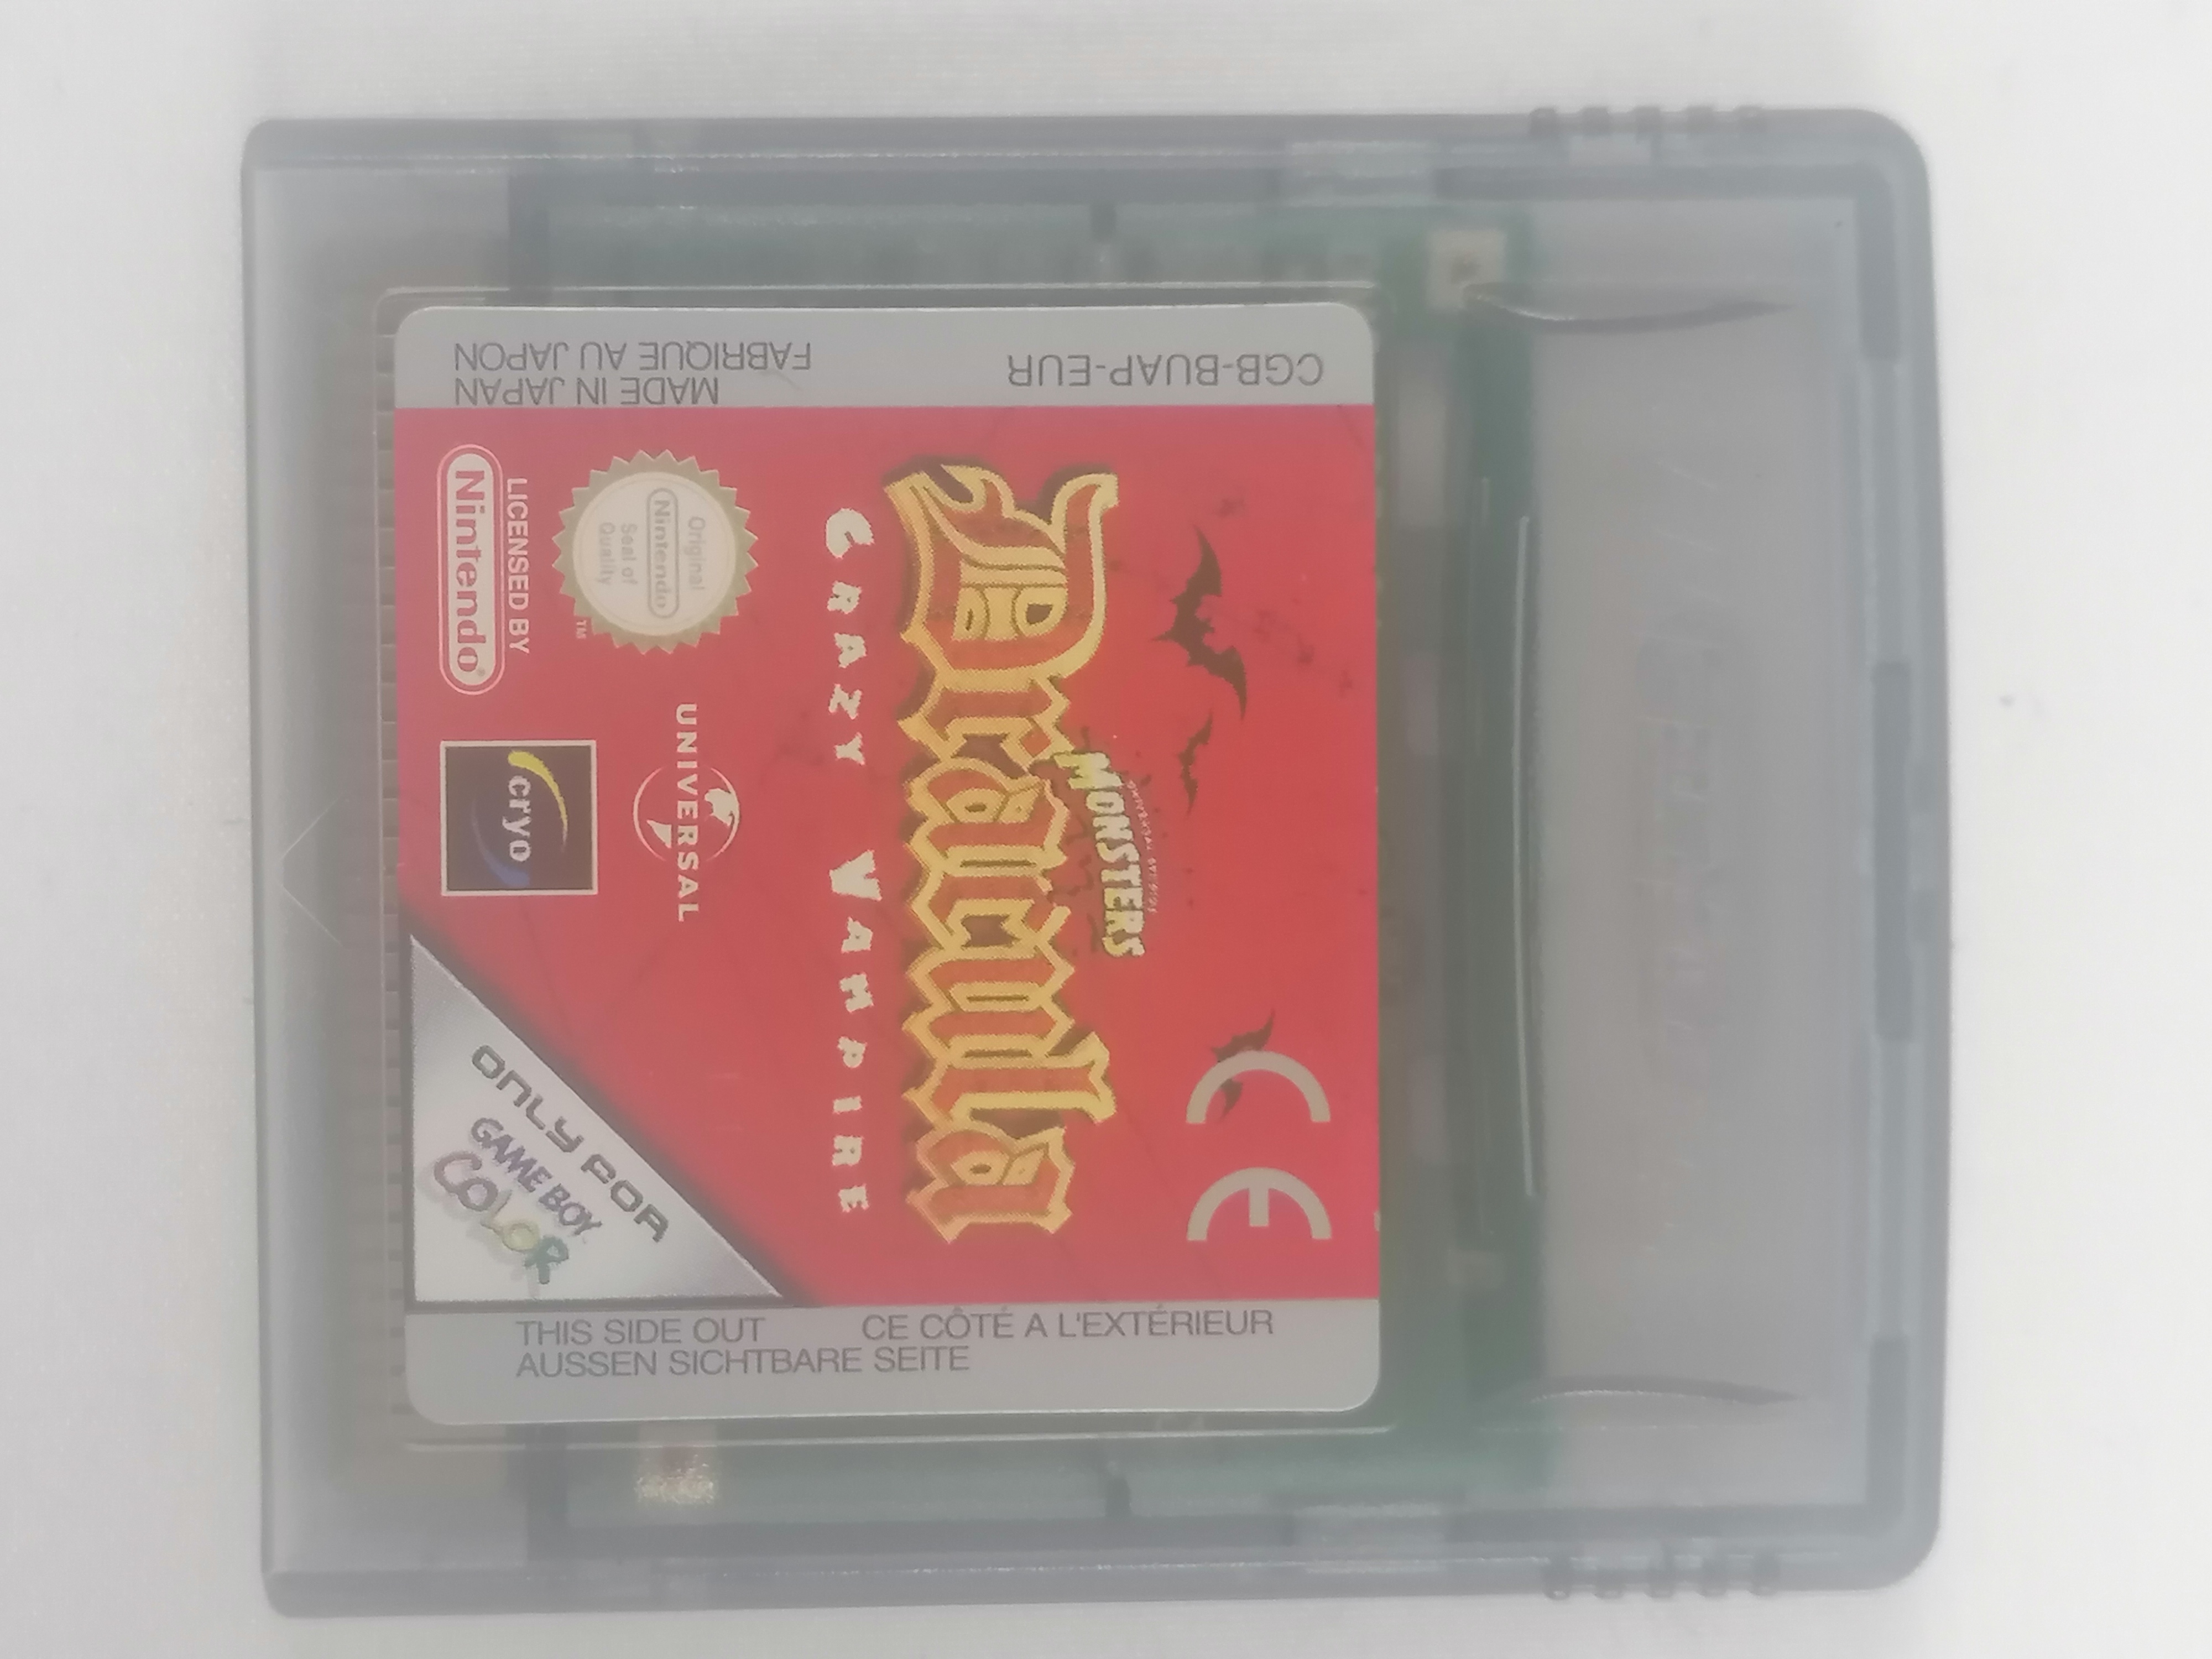 MONSTERS
Dracula
CRAZY VAMPIRE
UNIVERSAL
Original
Nintendo
Seal of
Quality
TM
LICENSED BY
Nintendo®
cryo
ONLY FOR
GAME BOY
COLOR
CE
CGB-BUAP-EUR
FABRIQUE AU JAPON
MADE IN JAPAN
THIS SIDE OUT CE CÔTÉ A L'EXTÉRIEUR
AUSSEN SICHTBARE SEITE